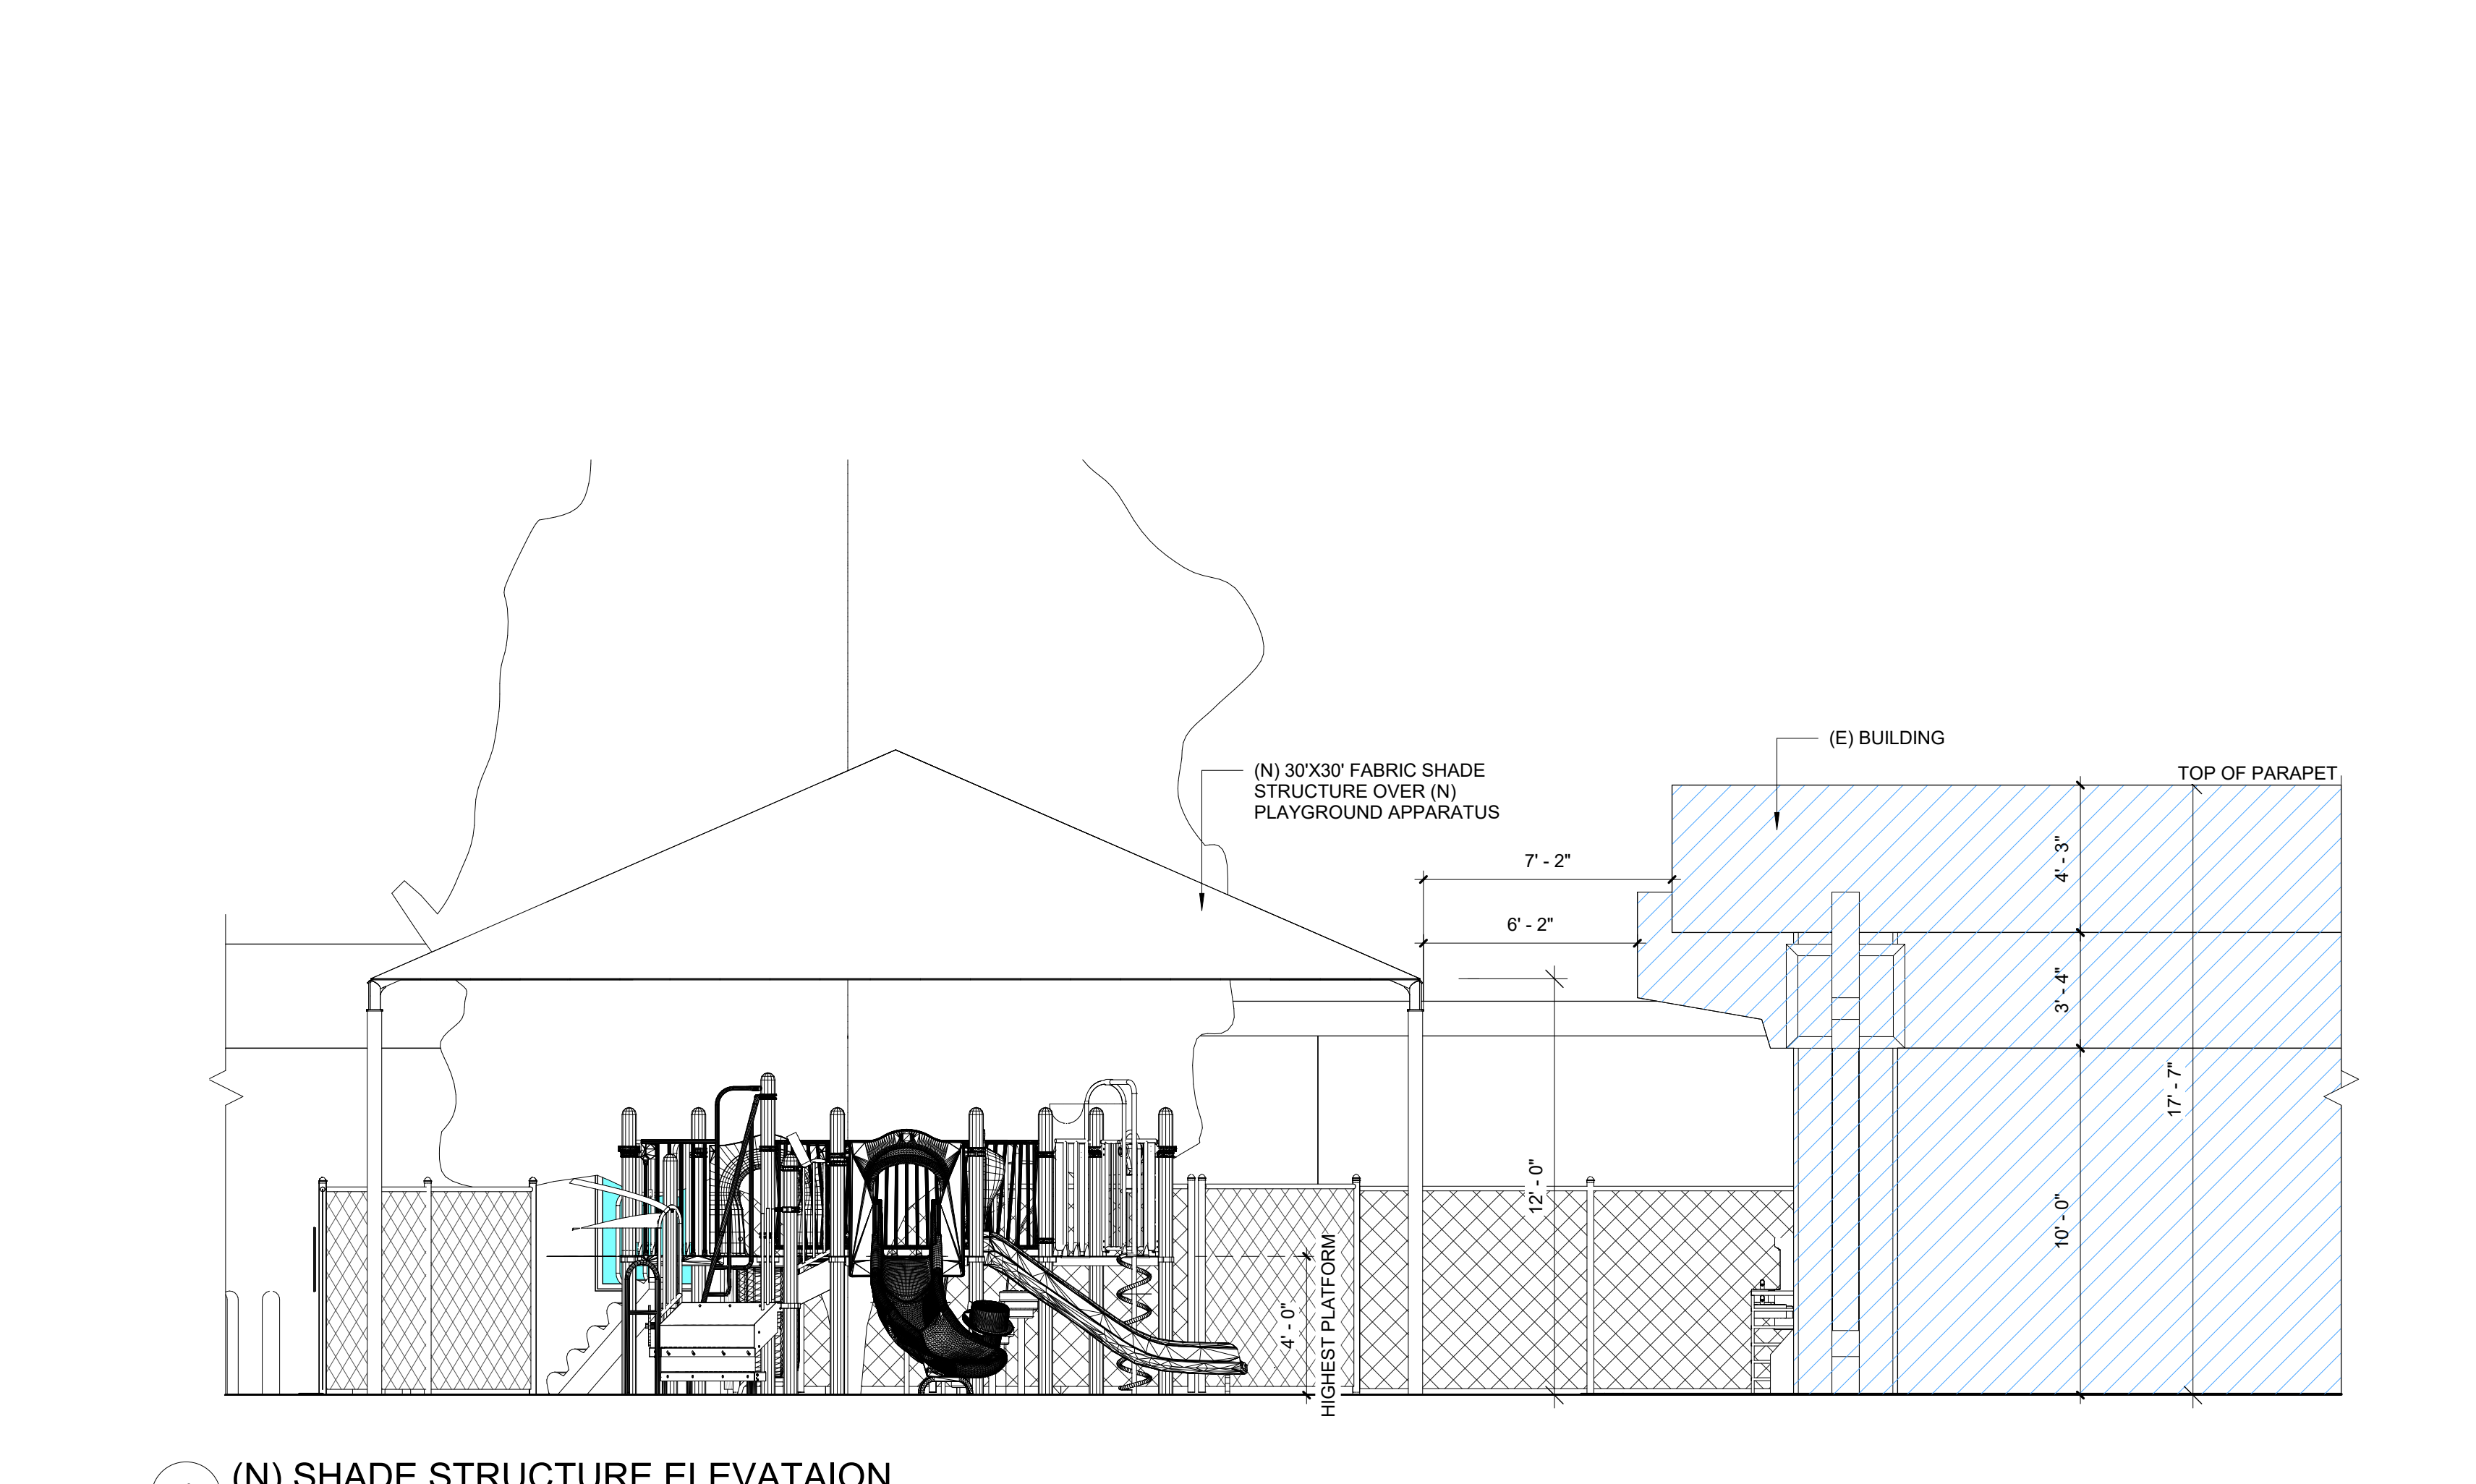 (E) BUILDING
(N) 30'X30' FABRIC SHADE
STRUCTURE OVER (N)
PLAYGROUND APPARATUS
TOP OF PARAPET
7' - 2"
6' - 2"
4' - 3"
3' - 4"
10' - 0"
17' - 7"
12' - 0"
4' - 0"
HIGHEST PLATFORM
(N) SHADE STRUCTURE ELEVATAION